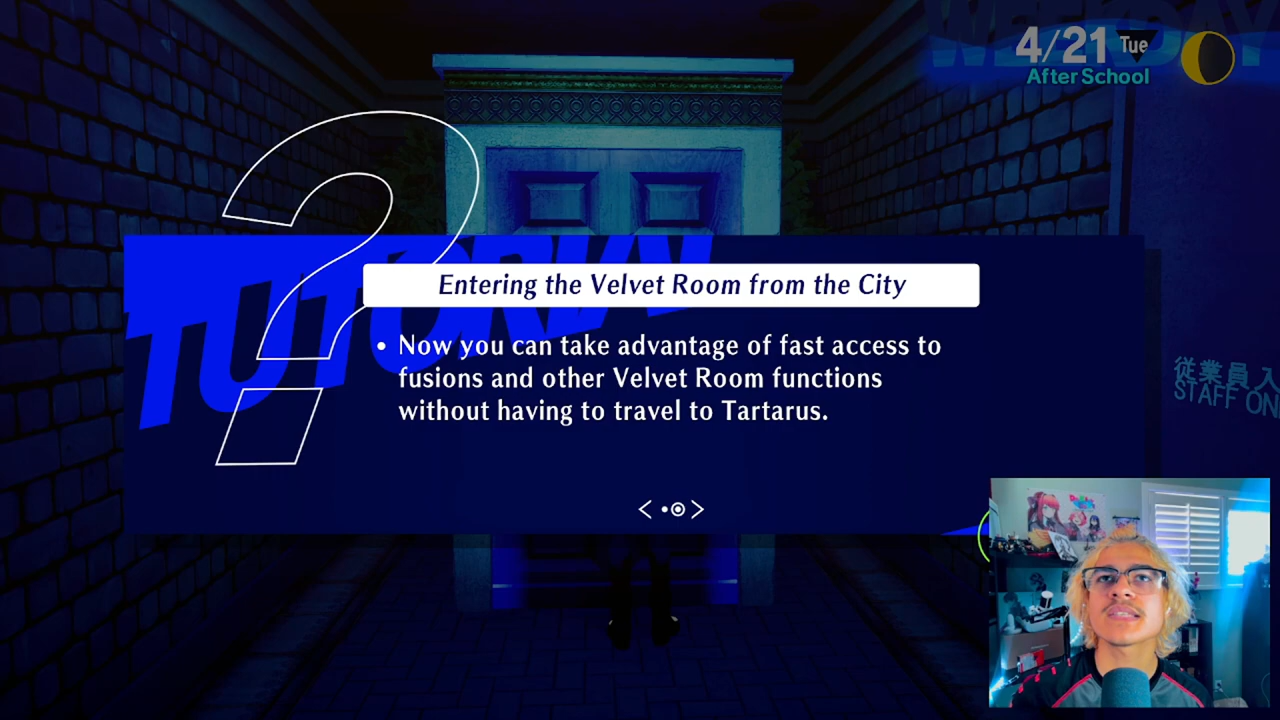 WEEKDAY
4/21 Tue
After School
TUTORIAL
Entering the Velvet Room from the City
• Now you can take advantage of fast access to
fusions and other Velvet Room functions
without having to travel to Tartarus.
従業員入
STAFF ON